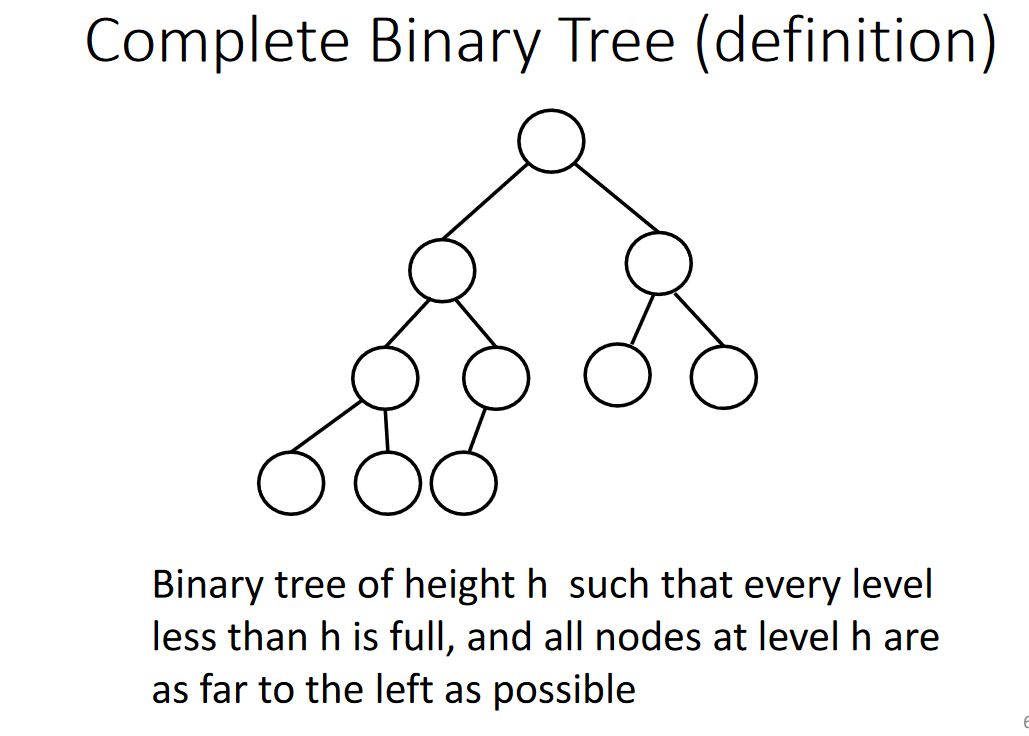 Complete Binary Tree (definition)
Binary tree of height h  such that every level
less than h is full, and all nodes at level h are
as far to the left as possible
6